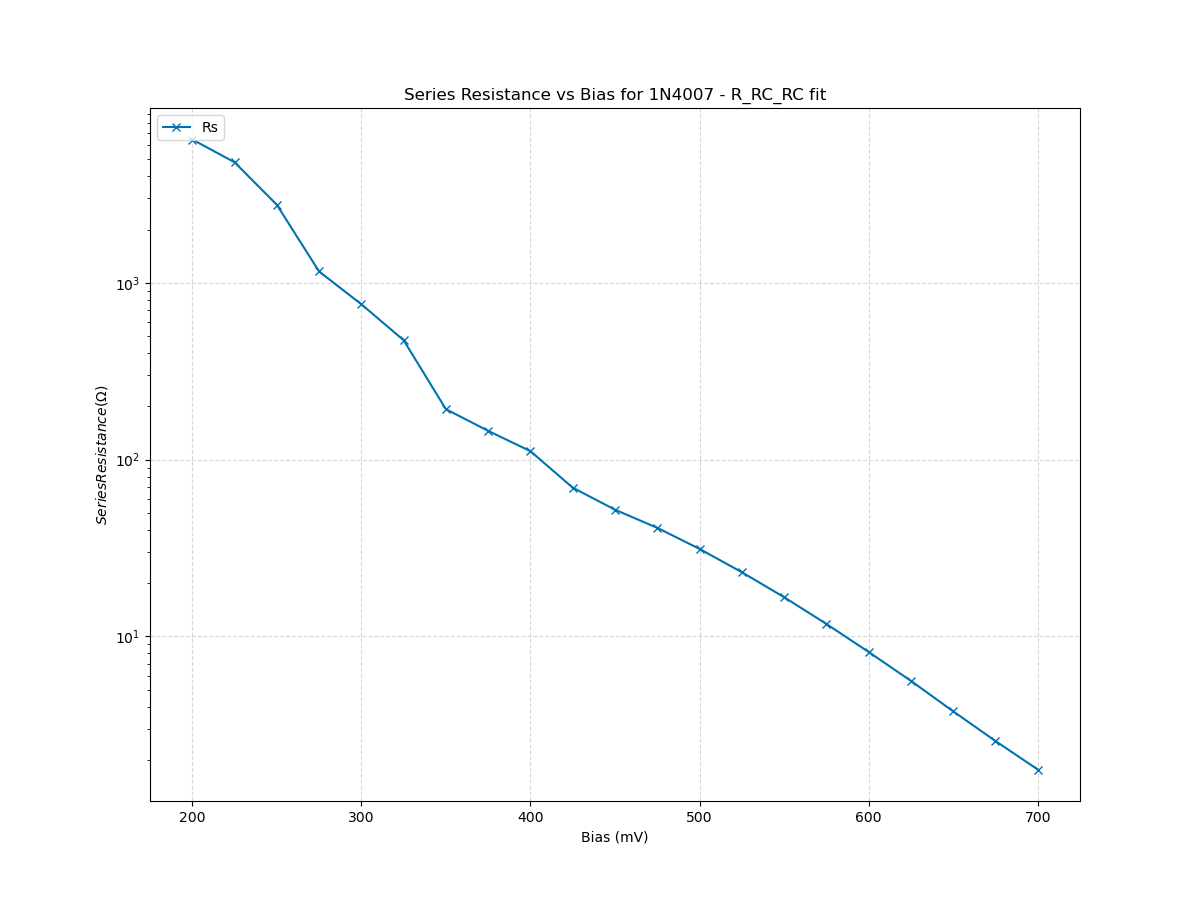 Series Resistance vs Bias for 1N4007 - R_RC_RC fit
Rs
10³
10²
10¹
SeriesResistance(Ω)
200 300 400 500 600 700
Bias (mV)